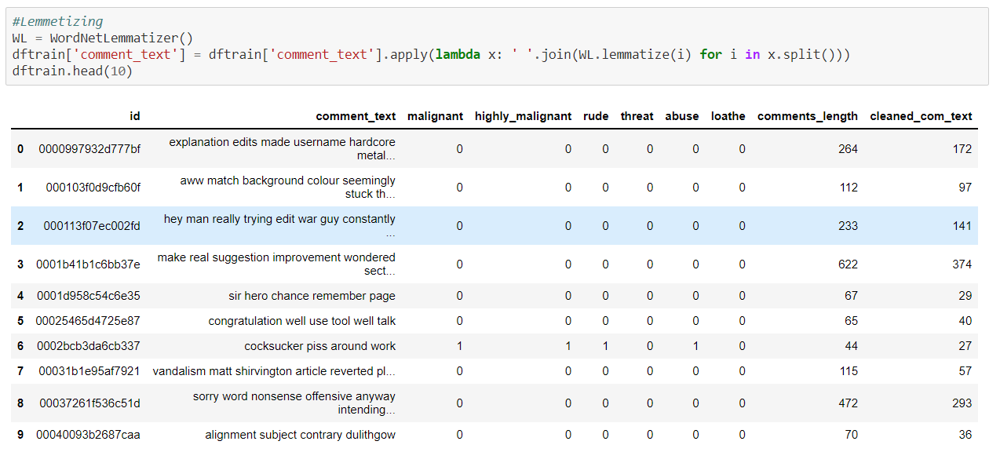 #Lemmetizing
WL = WordNetLemmatizer()
dftrain['comment_text'] = dftrain['comment_text'].apply(lambda x: ' '.join(WL.lemmatize(i) for i in x.split()))
dftrain.head(10)
id comment_text malignant highly_malignant rude threat abuse loathe comments_length cleaned_com_text
0 0000997932d777bf explanation edits made username hardcore metal... 0 0 0 0 0 0 264 172
1 000103f0d9cfb60f aww match background colour seemingly stuck th... 0 0 0 0 0 0 112 97
2 000113f07ec002fd hey man really trying edit war guy constantly ... 0 0 0 0 0 0 233 141
3 0001b41b1c6bb37e make real suggestion improvement wondered sect... 0 0 0 0 0 0 622 374
4 0001d958c54c6e35 sir hero chance remember page 0 0 0 0 0 0 67 29
5 00025465d4725e87 congratulation well use tool well talk 0 0 0 0 0 0 65 40
6 0002bcb3da6cb337 cocksucker piss around work 1 1 1 0 1 0 44 27
7 00031b1e95af7921 vandalism matt shirvington article reverted pl... 0 0 0 0 0 0 115 57
8 00037261f536c51d sorry word nonsense offensive anyway intending... 0 0 0 0 0 0 472 293
9 00040093b2687caa alignment subject contrary dulithgow 0 0 0 0 0 0 70 36